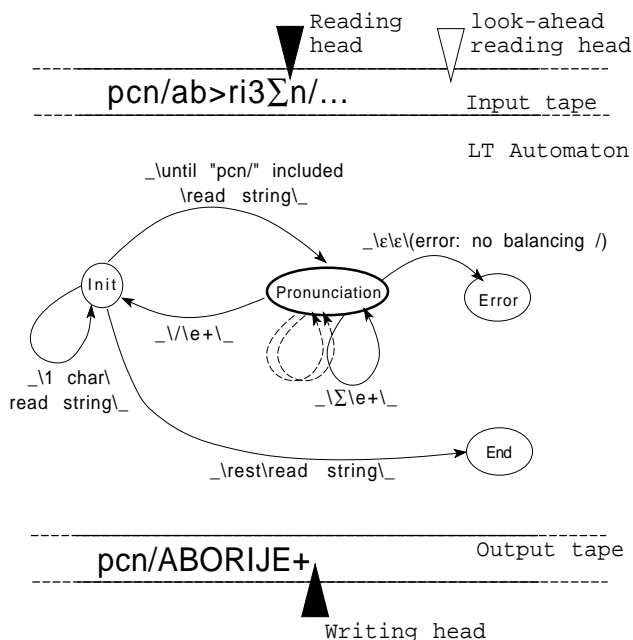 Reading
head
look-ahead
reading head
pcn/ab>ri3Σn/...
Input tape
LT Automaton
_\until "pcn/" included
\read string\_
_\ε\ε\(error: no balancing /)
Init
Pronunciation
Error
_\/\e+\_
_\1 char\
read string\_
_\Σ\e+\_
End
_\rest\read string\_
Output tape
pcn/ABORIJE+
Writing head